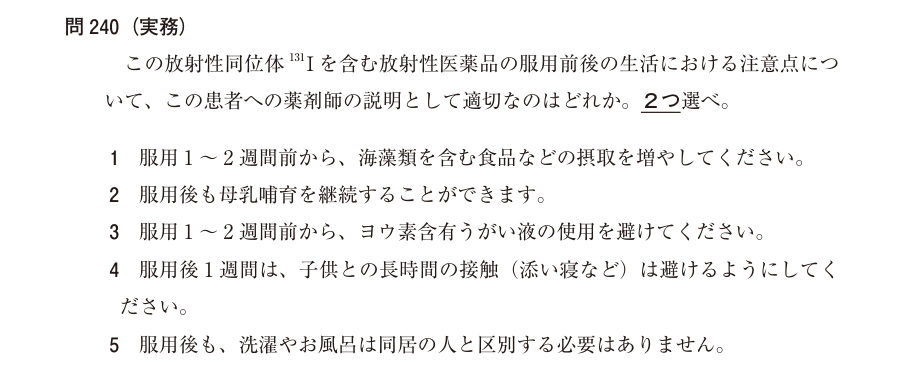 問 240（実務）
この放射性同位体 ¹³¹I を含む放射性医薬品の服用前後の生活における注意点につ
いて、この患者への薬剤師の説明として適切なのはどれか。２つ選べ。
1 服用１～２週間前から、海藻類を含む食品などの摂取を増やしてください。
2 服用後も母乳哺育を継続することができます。
3 服用１～２週間前から、ヨウ素含有うがい液の使用を避けてください。
4 服用後１週間は、子供との長時間の接触（添い寝など）は避けるようにしてく
ださい。
5 服用後も、洗濯やお風呂は同居の人と区別する必要はありません。